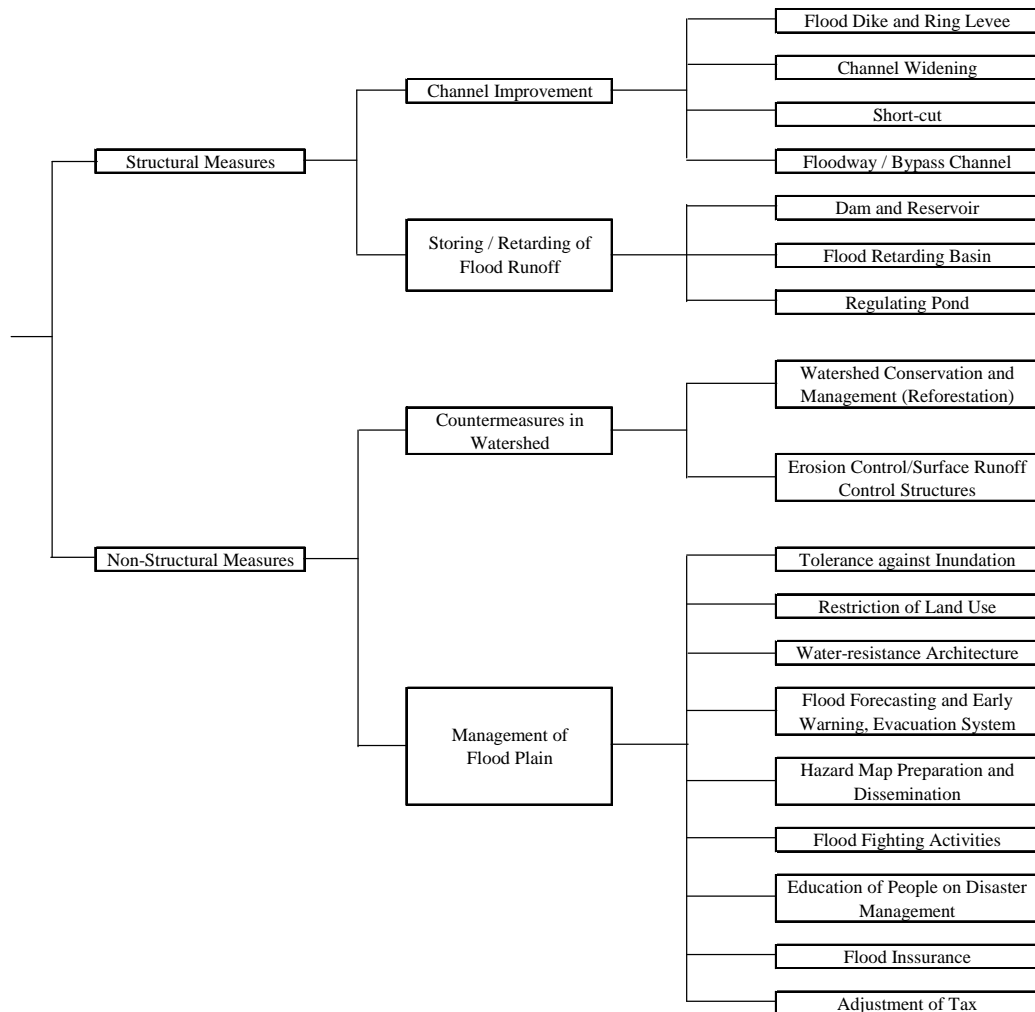 Structural Measures
Channel Improvement
Flood Dike and Ring Levee
Channel Widening
Short-cut
Floodway / Bypass Channel
Storing / Retarding of
Flood Runoff
Dam and Reservoir
Flood Retarding Basin
Regulating Pond
Non-Structural Measures
Countermeasures in
Watershed
Watershed Conservation and
Management (Reforestation)
Erosion Control/Surface Runoff
Control Structures
Management of
Flood Plain
Tolerance against Inundation
Restriction of Land Use
Water-resistance Architecture
Flood Forecasting and Early
Warning, Evacuation System
Hazard Map Preparation and
Dissemination
Flood Fighting Activities
Education of People on Disaster
Management
Flood Inssurance
Adjustment of Tax